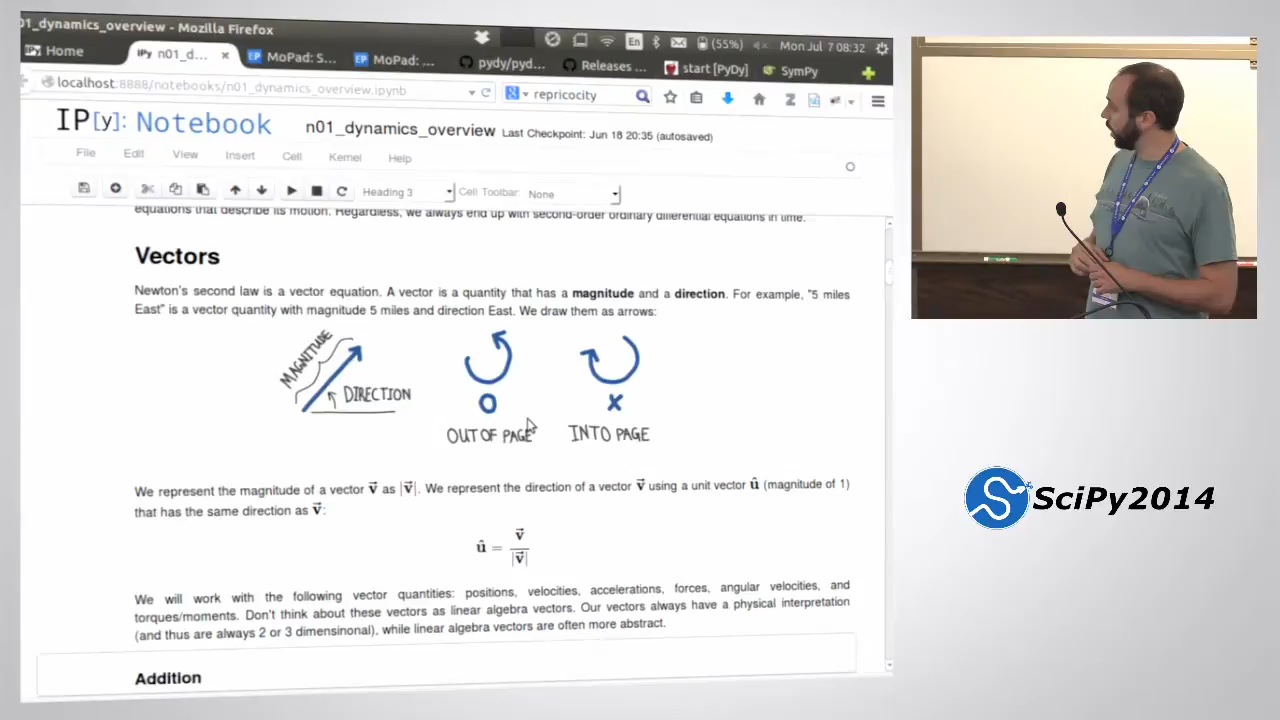 01_dynamics_overview - Mozilla Firefox
En
(55%)
Mon Jul 7 08:32
IPy Home
IPy n01_d...
EP MoPad: S...
EP MoPad: ...
pydy/pyd...
Releases ...
start [PyDy]
SymPy
localhost:8888/notebooks/n01_dynamics_overview.ipynb
repricocity
IP[y]: Notebook
n01_dynamics_overview Last Checkpoint: Jun 18 20:35 (autosaved)
File Edit View Insert Cell Kernel Help
Heading 3
Cell Toolbar: None
equations that describe its motion. Regardless, we always end up with second-order ordinary differential equations in time.
Vectors
Newton's second law is a vector equation. A vector is a quantity that has a magnitude and a direction. For example, "5 miles
East" is a vector quantity with magnitude 5 miles and direction East. We draw them as arrows:
MAGNITUDE
DIRECTION
O
X
OUT OF PAGE
INTO PAGE
We represent the magnitude of a vector v⃗ as |v⃗|. We represent the direction of a vector v⃗ using a unit vector û (magnitude of 1)
that has the same direction as v⃗:
û = v⃗ / |v⃗|
We will work with the following vector quantities: positions, velocities, accelerations, forces, angular velocities, and
torques/moments. Don't think about these vectors as linear algebra vectors. Our vectors always have a physical interpretation
(and thus are always 2 or 3 dimensinonal), while linear algebra vectors are often more abstract.
Addition
SciPy2014